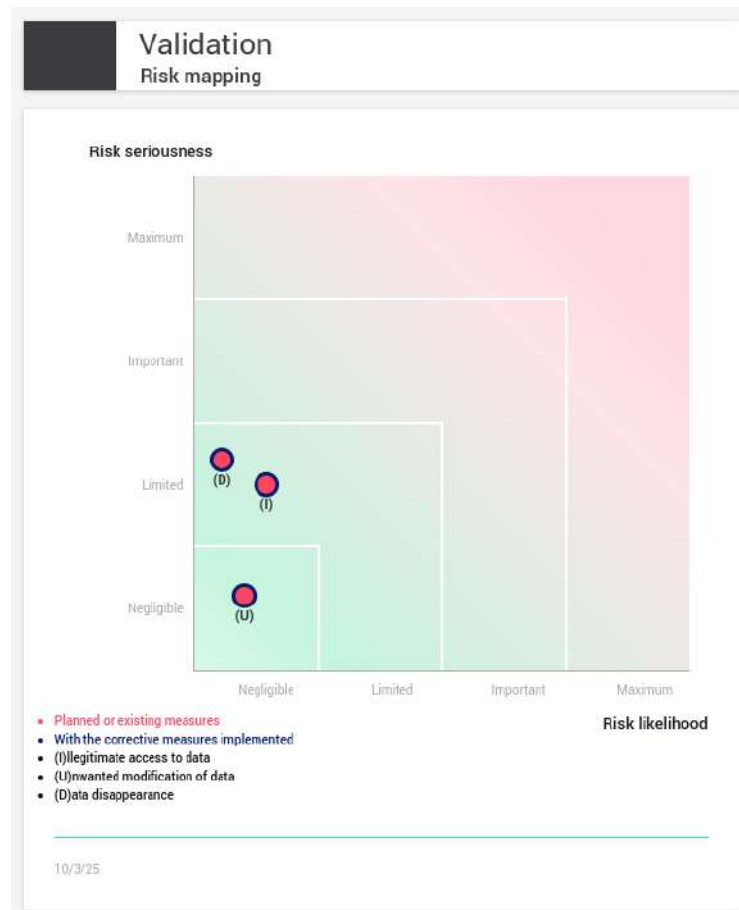 Validation
Risk mapping
Risk seriousness
Maximum
Important
Limited
Negligible
(D)
(I)
(U)
Negligible Limited Important Maximum
Risk likelihood
Planned or existing measures
With the corrective measures implemented
(I)llegitimate access to data
(U)nwanted modification of data
(D)ata disappearance
10/3/25